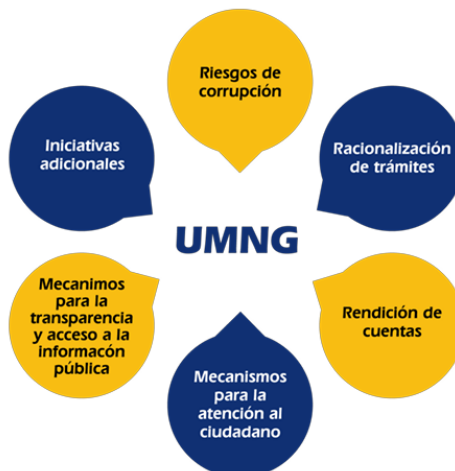 Riesgos de
corrupción
Iniciativas
adicionales
Racionalización
de trámites
UMNG
Mecanimos
para la
transparencia
y acceso a la
informacón
pública
Rendición de
cuentas
Mecanismos
para la
atención al
ciudadano